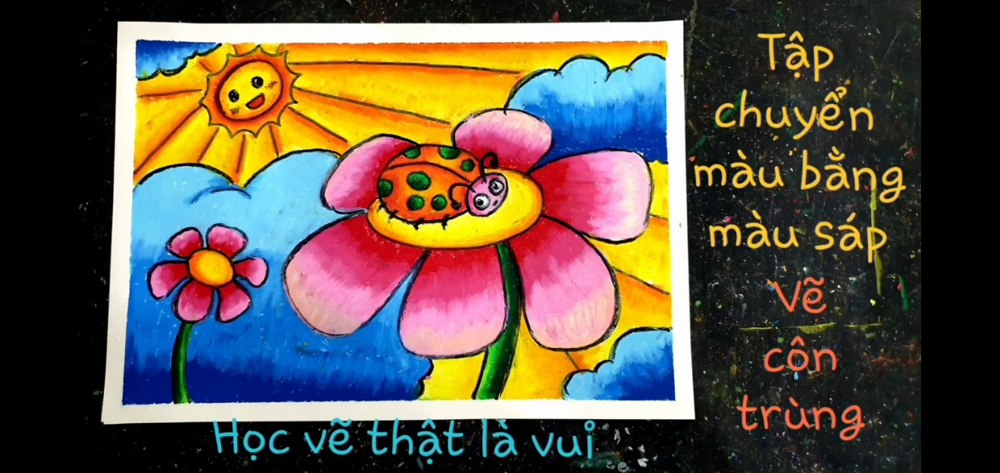 Tập
chuyển
màu bằng
màu sáp
Vẽ
côn
trùng
Học vẽ thật là vui